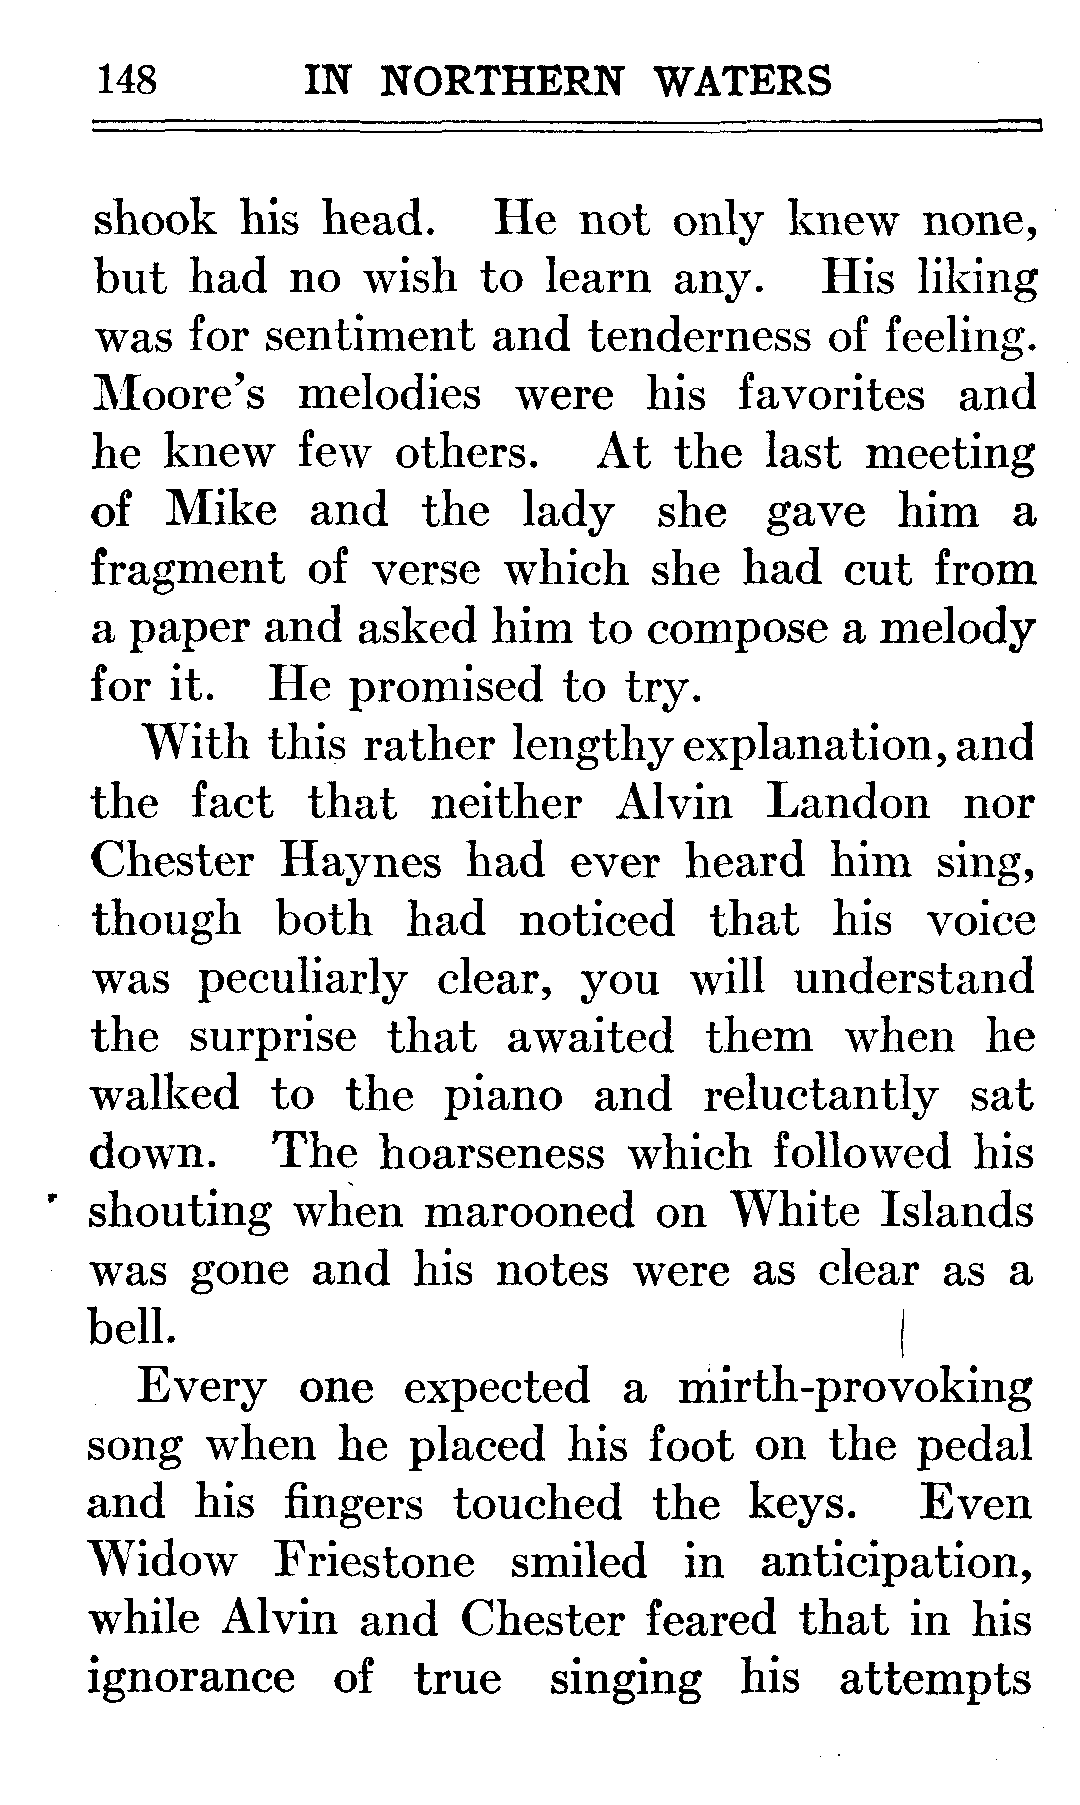 148 IN NORTHERN WATERS
shook his head. He not only knew none,
but had no wish to learn any. His liking
was for sentiment and tenderness of feeling.
Moore's melodies were his favorites and
he knew few others. At the last meeting
of Mike and the lady she gave him a
fragment of verse which she had cut from
a paper and asked him to compose a melody
for it. He promised to try.
With this rather lengthy explanation, and
the fact that neither Alvin Landon nor
Chester Haynes had ever heard him sing,
though both had noticed that his voice
was peculiarly clear, you will understand
the surprise that awaited them when he
walked to the piano and reluctantly sat
down. The hoarseness which followed his
shouting when marooned on White Islands
was gone and his notes were as clear as a
bell.
Every one expected a mirth-provoking
song when he placed his foot on the pedal
and his fingers touched the keys. Even
Widow Friestone smiled in anticipation,
while Alvin and Chester feared that in his
ignorance of true singing his attempts